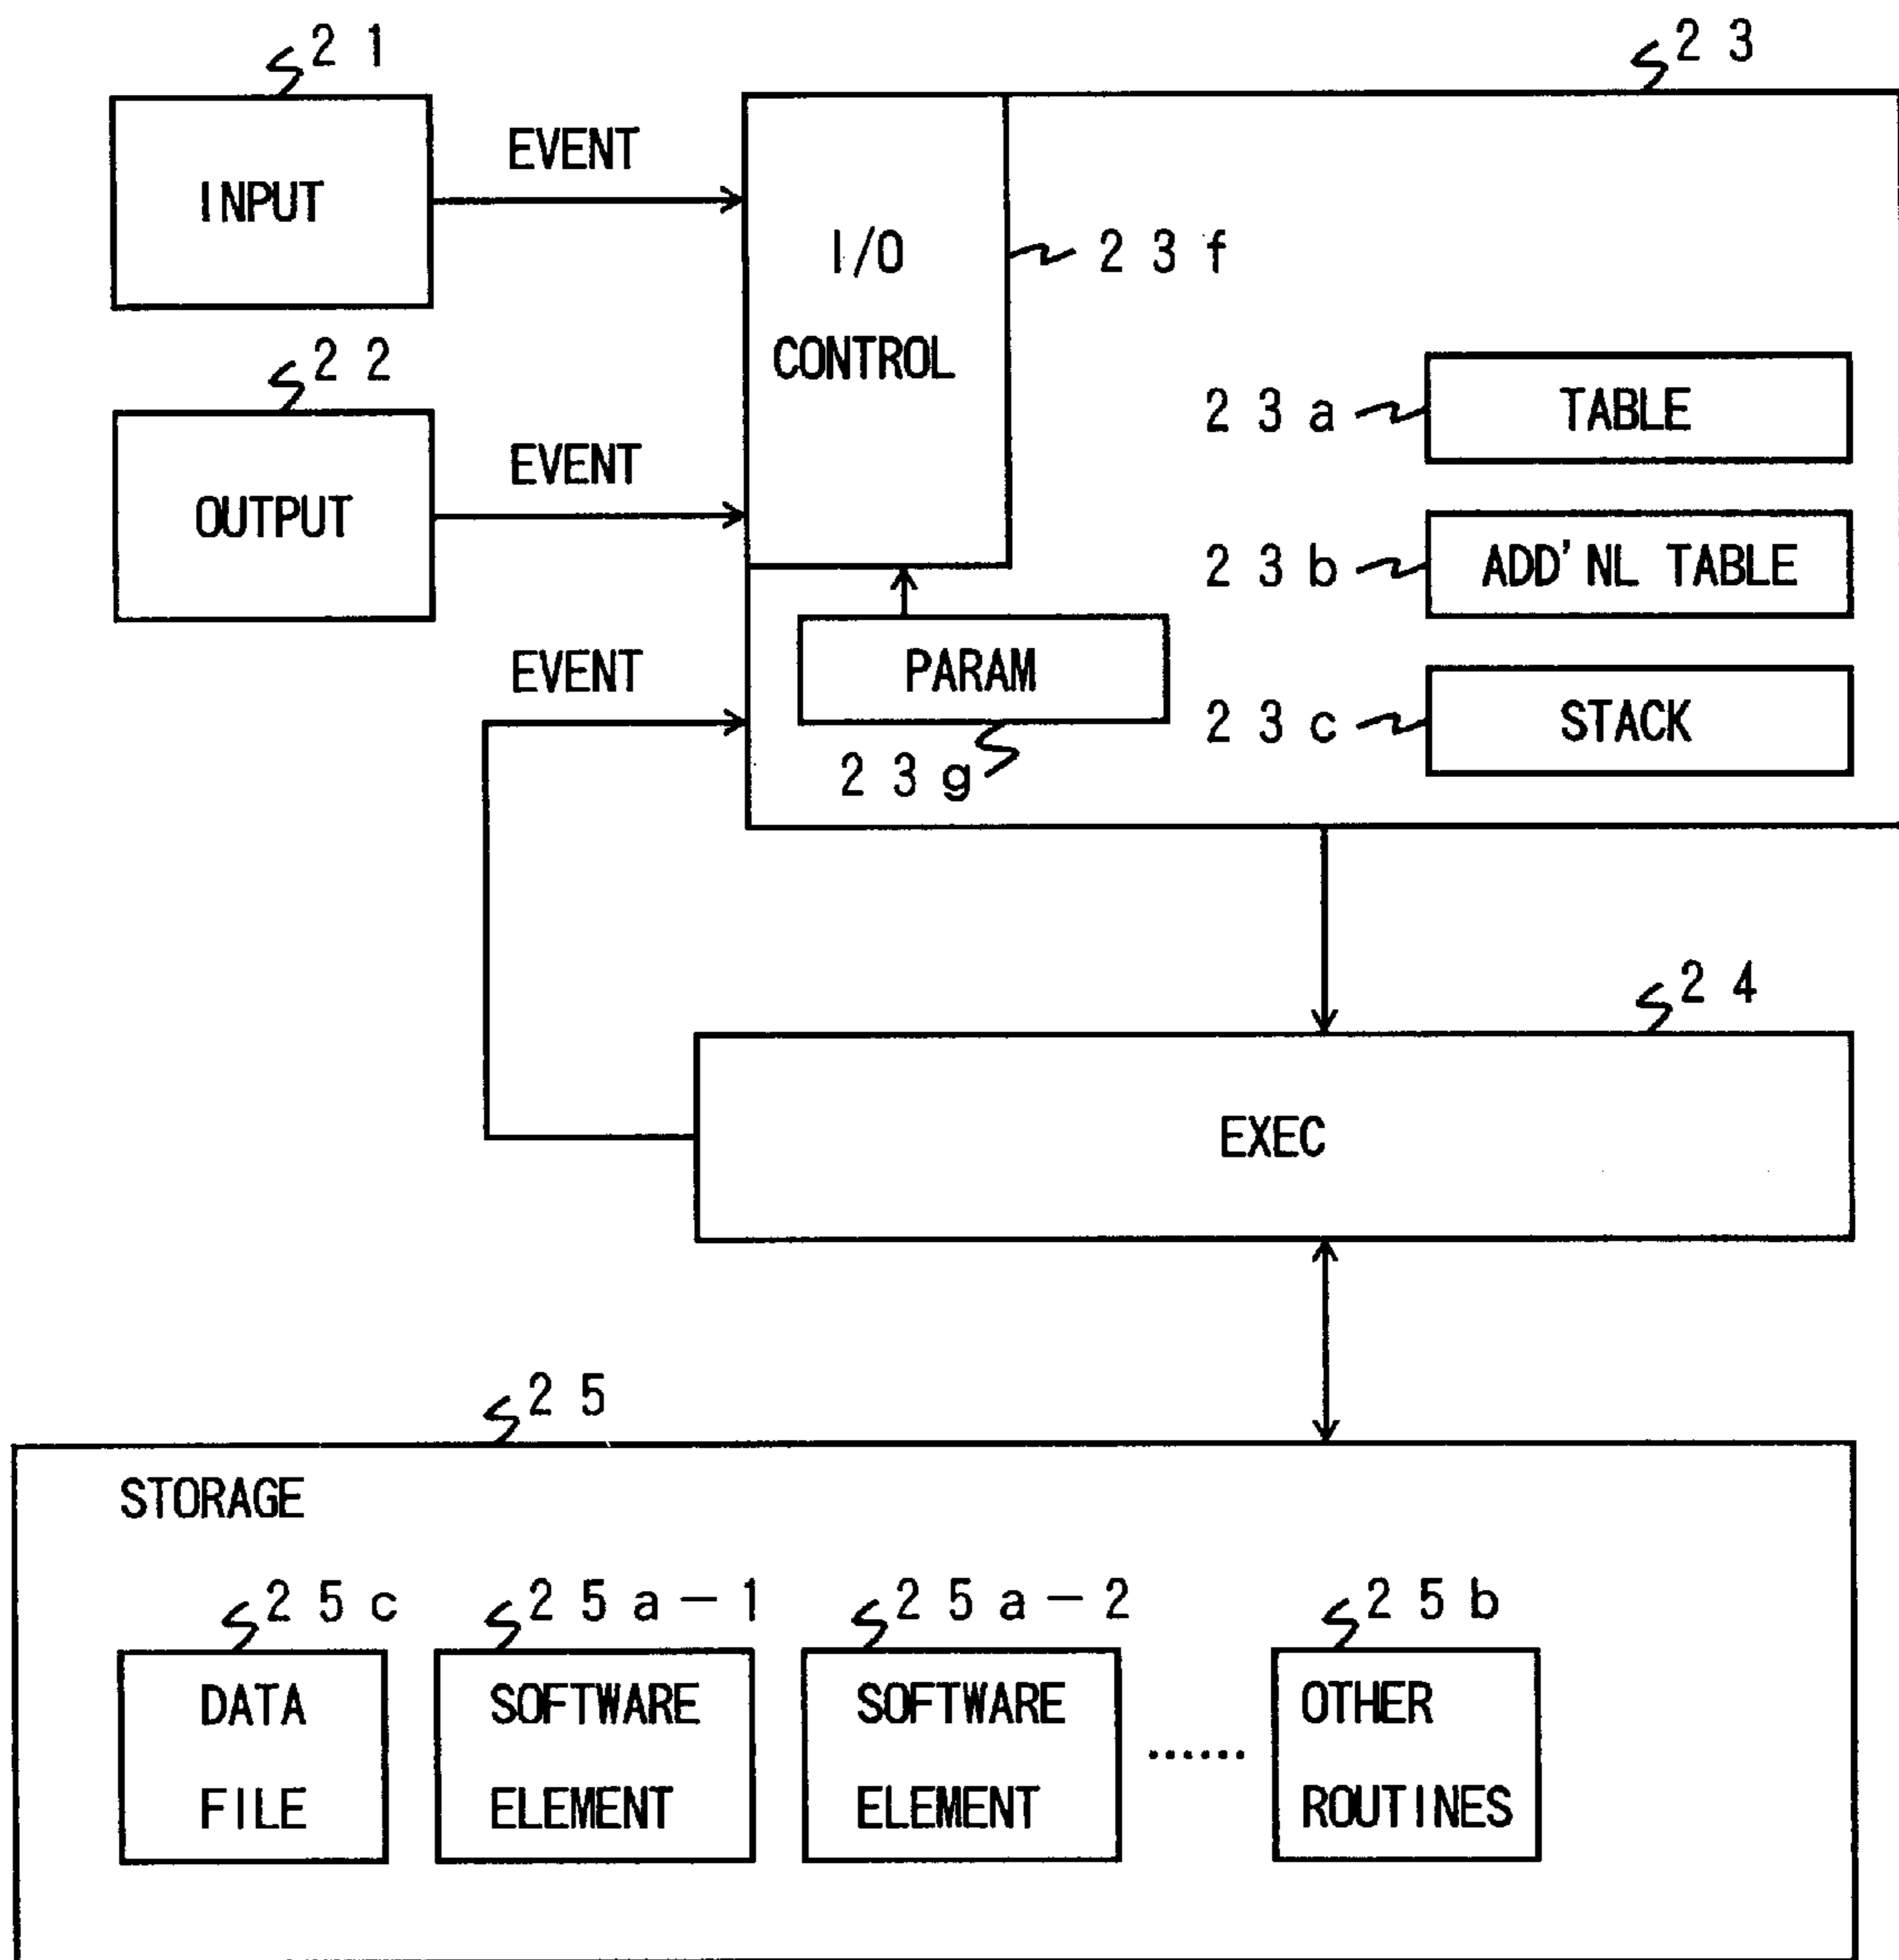 21
INPUT
EVENT
22
OUTPUT
EVENT
EVENT
23
I/O
CONTROL
23f
23a
TABLE
23b
ADD'NL TABLE
23c
STACK
PARAM
23g
24
EXEC
25
STORAGE
25c
DATA
FILE
25a-1
SOFTWARE
ELEMENT
25a-2
SOFTWARE
ELEMENT
......
25b
OTHER
ROUTINES